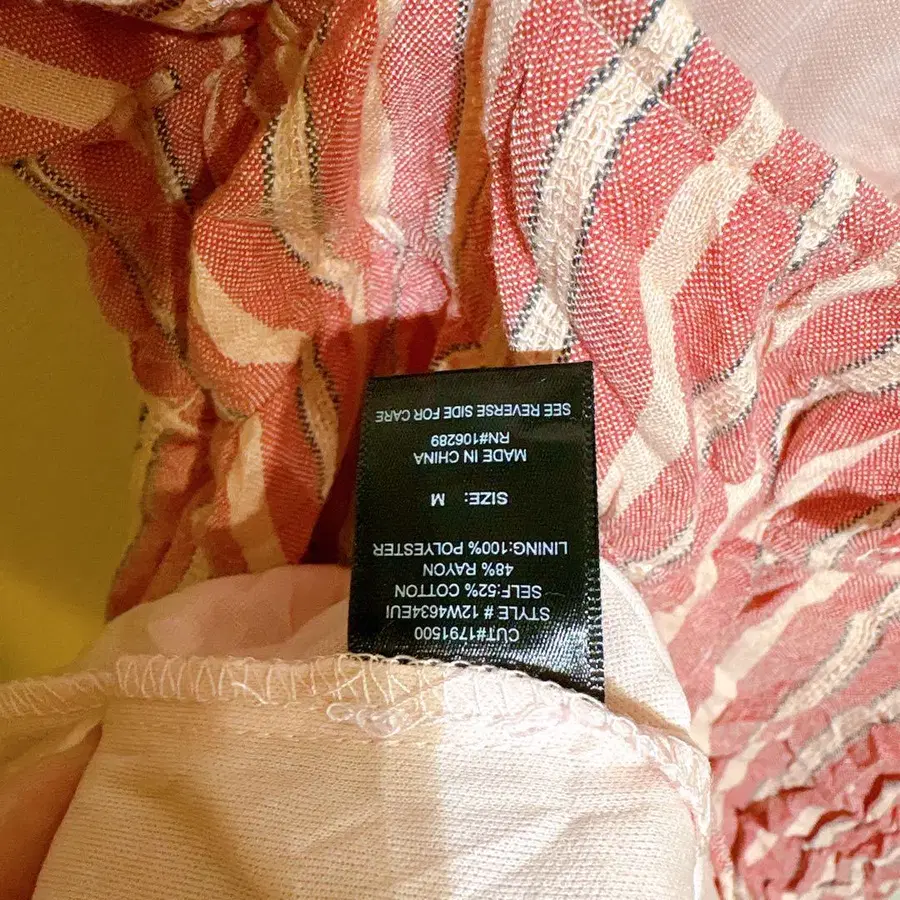 CUT#1791500
STYLE # 12W4634EUI
SELF:52% COTTON
48% RAYON
LINING:100% POLYESTER
SIZE: M
MADE IN CHINA
RN#106289
SEE REVERSE SIDE FOR CARE